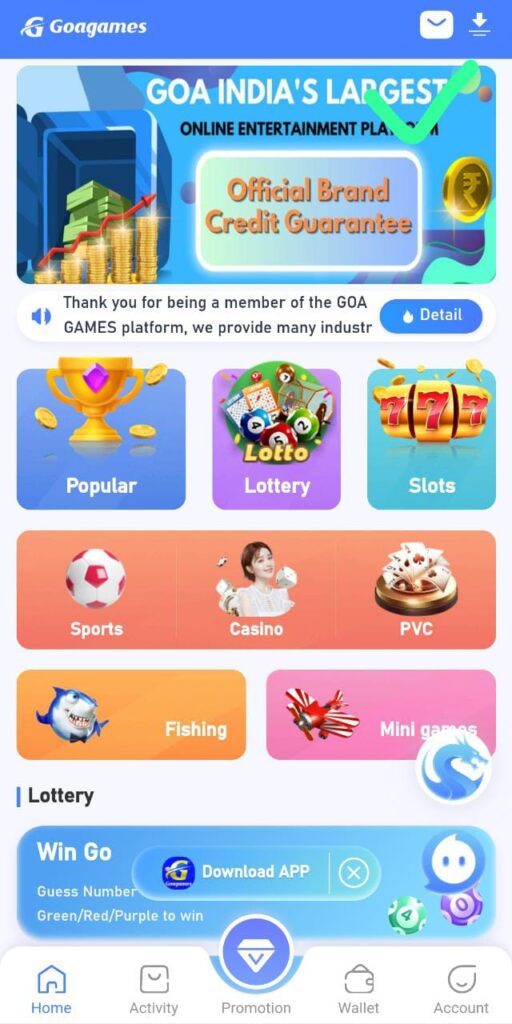 Goagames
GOA INDIA'S LARGEST
ONLINE ENTERTAINMENT PLATFORM
Official Brand
Credit Guarantee
Thank you for being a member of the GOA
GAMES platform, we provide many industr
Detail
Lotto
777
Popular
Lottery
Slots
Sports
Casino
PVC
Fishing
Mini games
Lottery
Win Go
Guess Number
Green/Red/Purple to win
Goagames
Download APP
4
0
Home
Activity
Promotion
Wallet
Account